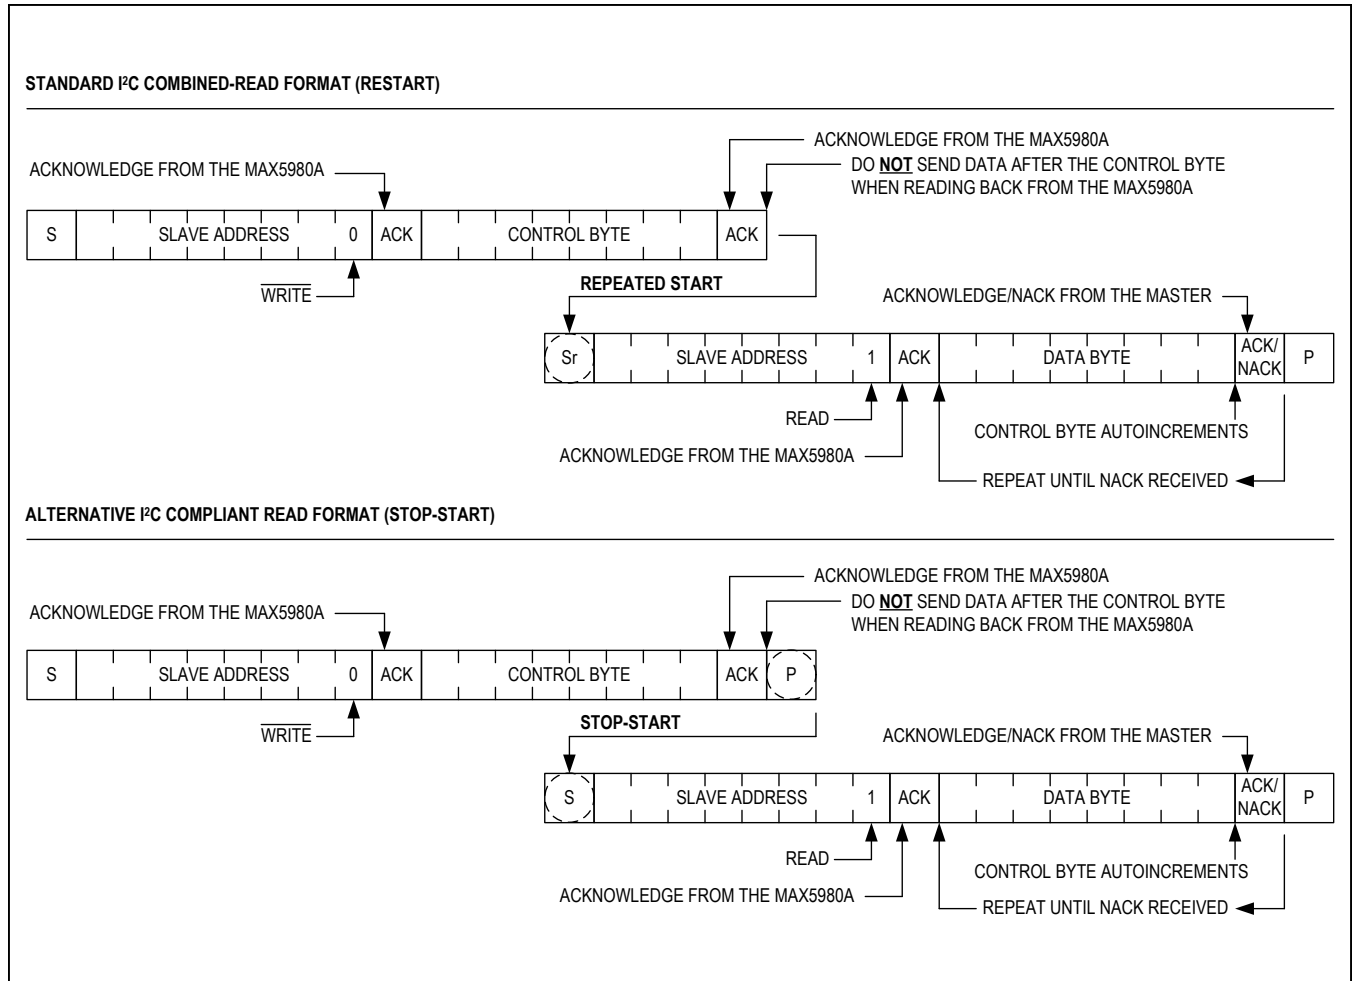 STANDARD I²C COMBINED-READ FORMAT (RESTART)
ACKNOWLEDGE FROM THE MAX5980A
ACKNOWLEDGE FROM THE MAX5980A
DO NOT SEND DATA AFTER THE CONTROL BYTE
WHEN READING BACK FROM THE MAX5980A
S SLAVE ADDRESS 0 ACK CONTROL BYTE ACK
WRITE
REPEATED START
ACKNOWLEDGE/NACK FROM THE MASTER
Sr SLAVE ADDRESS 1 ACK DATA BYTE ACK/
NACK P
READ
CONTROL BYTE AUTOINCREMENTS
ACKNOWLEDGE FROM THE MAX5980A
REPEAT UNTIL NACK RECEIVED
ALTERNATIVE I²C COMPLIANT READ FORMAT (STOP-START)
ACKNOWLEDGE FROM THE MAX5980A
ACKNOWLEDGE FROM THE MAX5980A
DO NOT SEND DATA AFTER THE CONTROL BYTE
WHEN READING BACK FROM THE MAX5980A
S SLAVE ADDRESS 0 ACK CONTROL BYTE ACK P
WRITE
STOP-START
ACKNOWLEDGE/NACK FROM THE MASTER
S SLAVE ADDRESS 1 ACK DATA BYTE ACK/
NACK P
READ
CONTROL BYTE AUTOINCREMENTS
ACKNOWLEDGE FROM THE MAX5980A
REPEAT UNTIL NACK RECEIVED